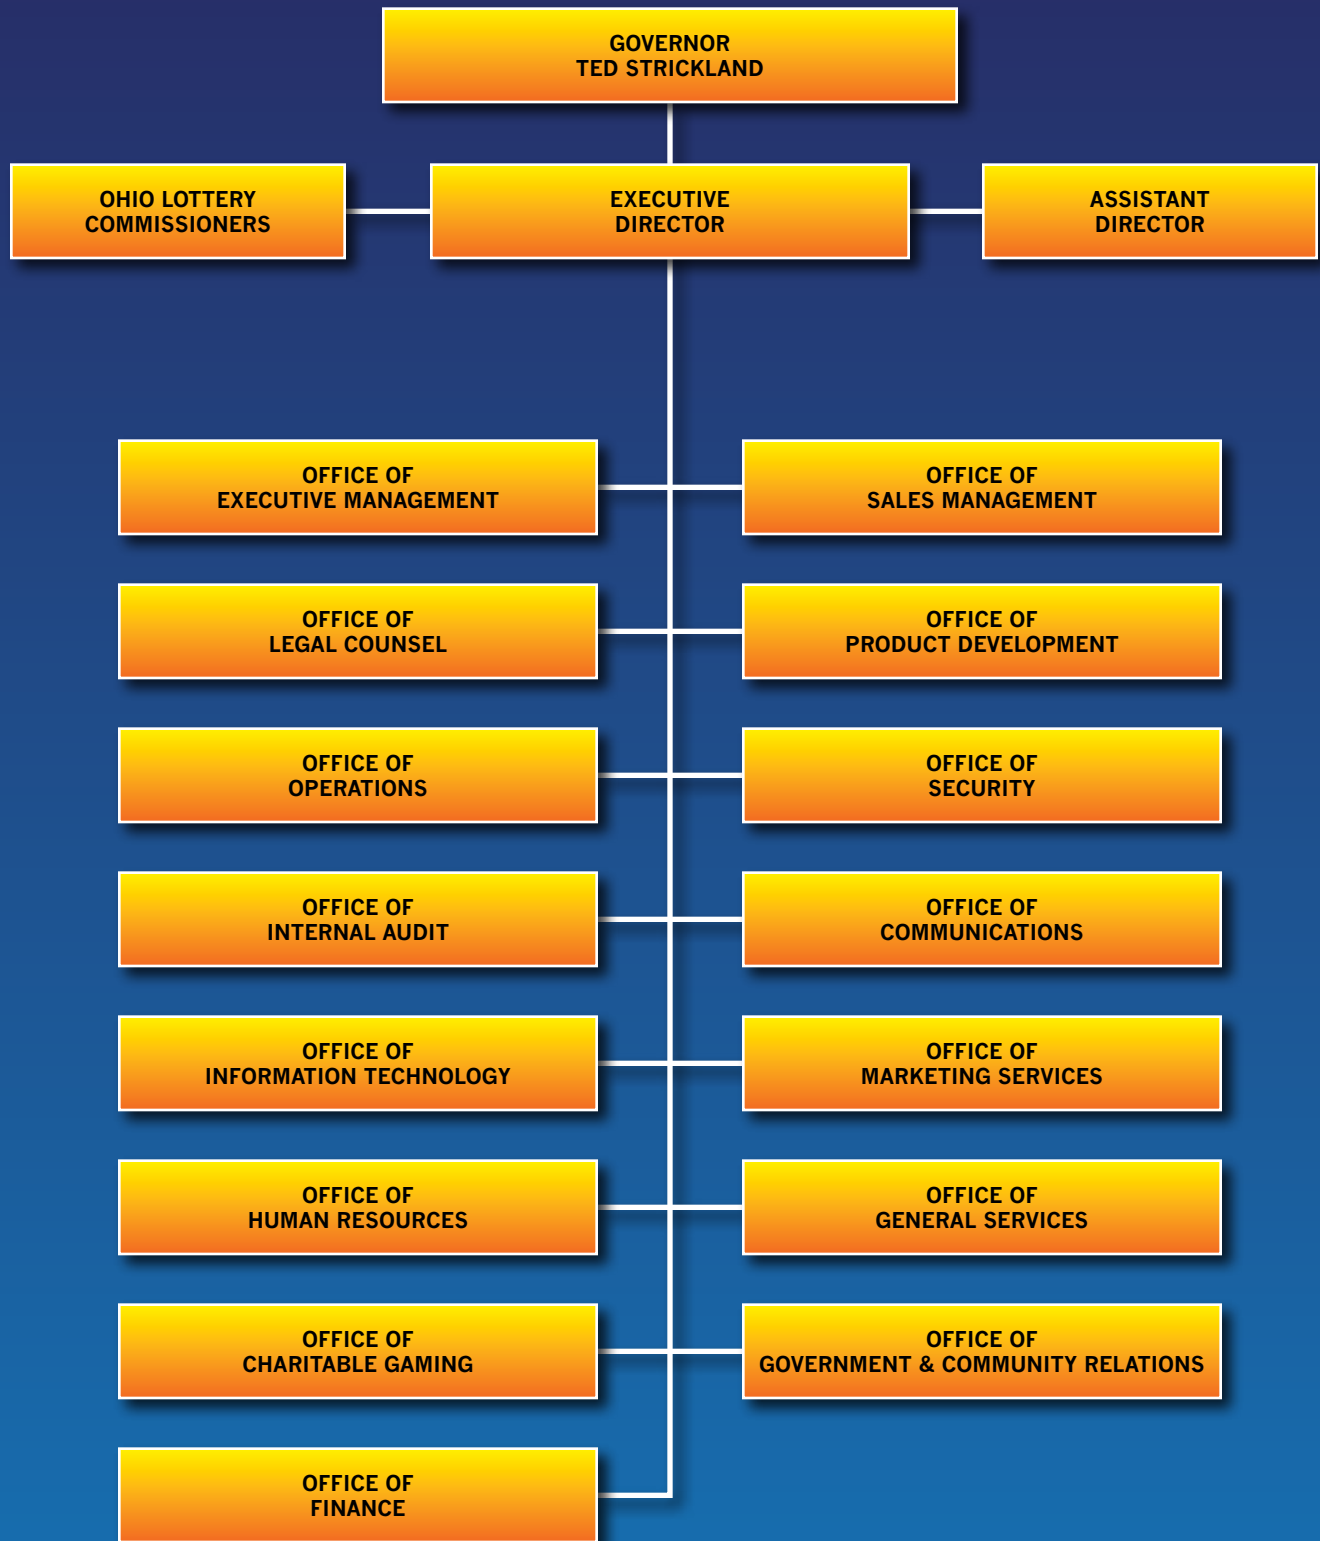 GOVERNOR
TED STRICKLAND
OHIO LOTTERY
COMMISSIONERS
EXECUTIVE
DIRECTOR
ASSISTANT
DIRECTOR
OFFICE OF
EXECUTIVE MANAGEMENT
OFFICE OF
SALES MANAGEMENT
OFFICE OF
LEGAL COUNSEL
OFFICE OF
PRODUCT DEVELOPMENT
OFFICE OF
OPERATIONS
OFFICE OF
SECURITY
OFFICE OF
INTERNAL AUDIT
OFFICE OF
COMMUNICATIONS
OFFICE OF
INFORMATION TECHNOLOGY
OFFICE OF
MARKETING SERVICES
OFFICE OF
HUMAN RESOURCES
OFFICE OF
GENERAL SERVICES
OFFICE OF
CHARITABLE GAMING
OFFICE OF
GOVERNMENT & COMMUNITY RELATIONS
OFFICE OF
FINANCE